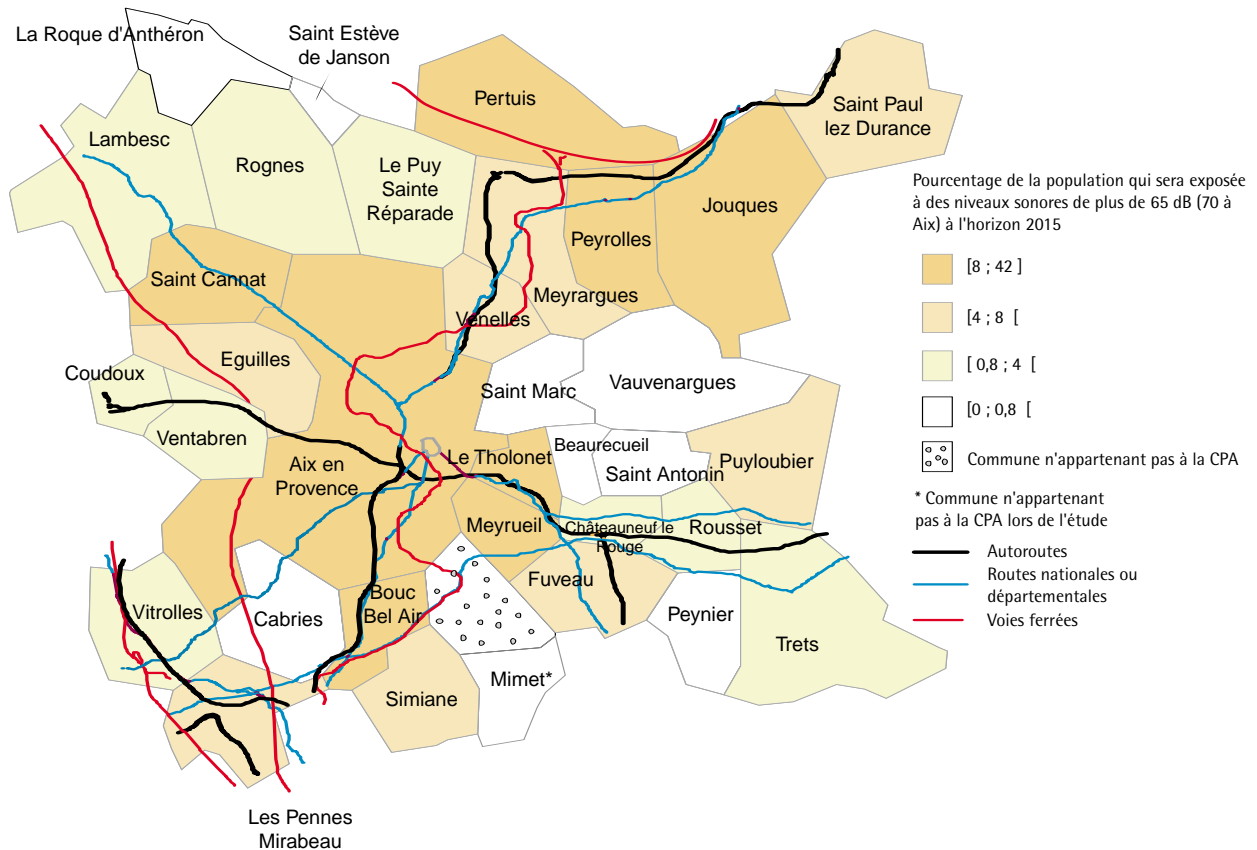 La Roque d'Anthéron
Saint Estève
de Janson
Pertuis
Saint Paul
lez Durance
Lambesc
Rognes
Le Puy
Sainte
Réparade
Jouques
Peyrolles
Saint Cannat
Meyrargues
Venelles
Eguilles
Coudoux
Saint Marc
Vauvenargues
Ventabren
Beaurecueil
Le Tholonet
Saint Antonin
Puyloubier
Aix en
Provence
Meyrueil
Châteauneuf le
Rouge
Rousset
Fuveau
Vitrolles
Cabries
Bouc
Bel Air
Peynier
Trets
Mimet*
Simiane
Les Pennes
Mirabeau
Pourcentage de la population qui sera exposée
à des niveaux sonores de plus de 65 dB (70 à
Aix) à l'horizon 2015
[8 ; 42 ]
[4 ; 8 [
[ 0,8 ; 4 [
[0 ; 0,8 [
Commune n'appartenant pas à la CPA
* Commune n'appartenant
pas à la CPA lors de l'étude
Autoroutes
Routes nationales ou
départementales
Voies ferrées